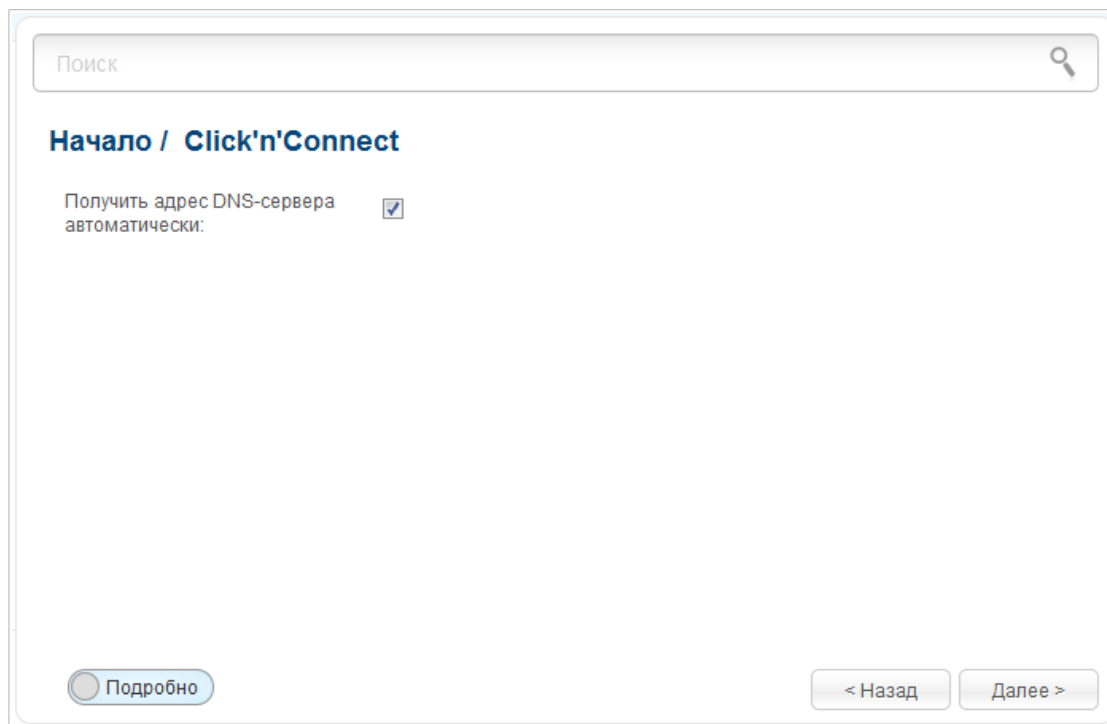 Поиск
Начало / Click'n'Connect
Получить адрес DNS-сервера
автоматически:
Подробно
< Назад
Далее >